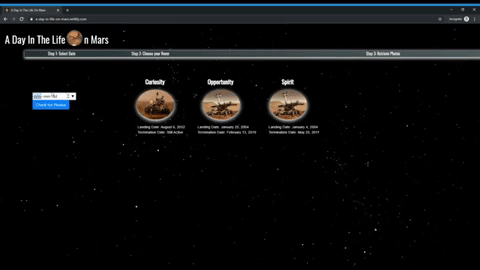 A Day In The Life On Mars
a-day-in-life-on-mars.netlify.com
Incognito
A Day In The Life n Mars
Step 1: Select Date
Step 2: Choose your Rover
Step 3: Retrieve Photos
Curiosity
Opportunity
Spirit
Check for Photos
Landing Date: August 6, 2012
Termination Date: Still Active
Landing Date: January 25, 2004
Termination Date: February 13, 2019
Landing Date: January 4, 2004
Termination Date: May 25, 2011